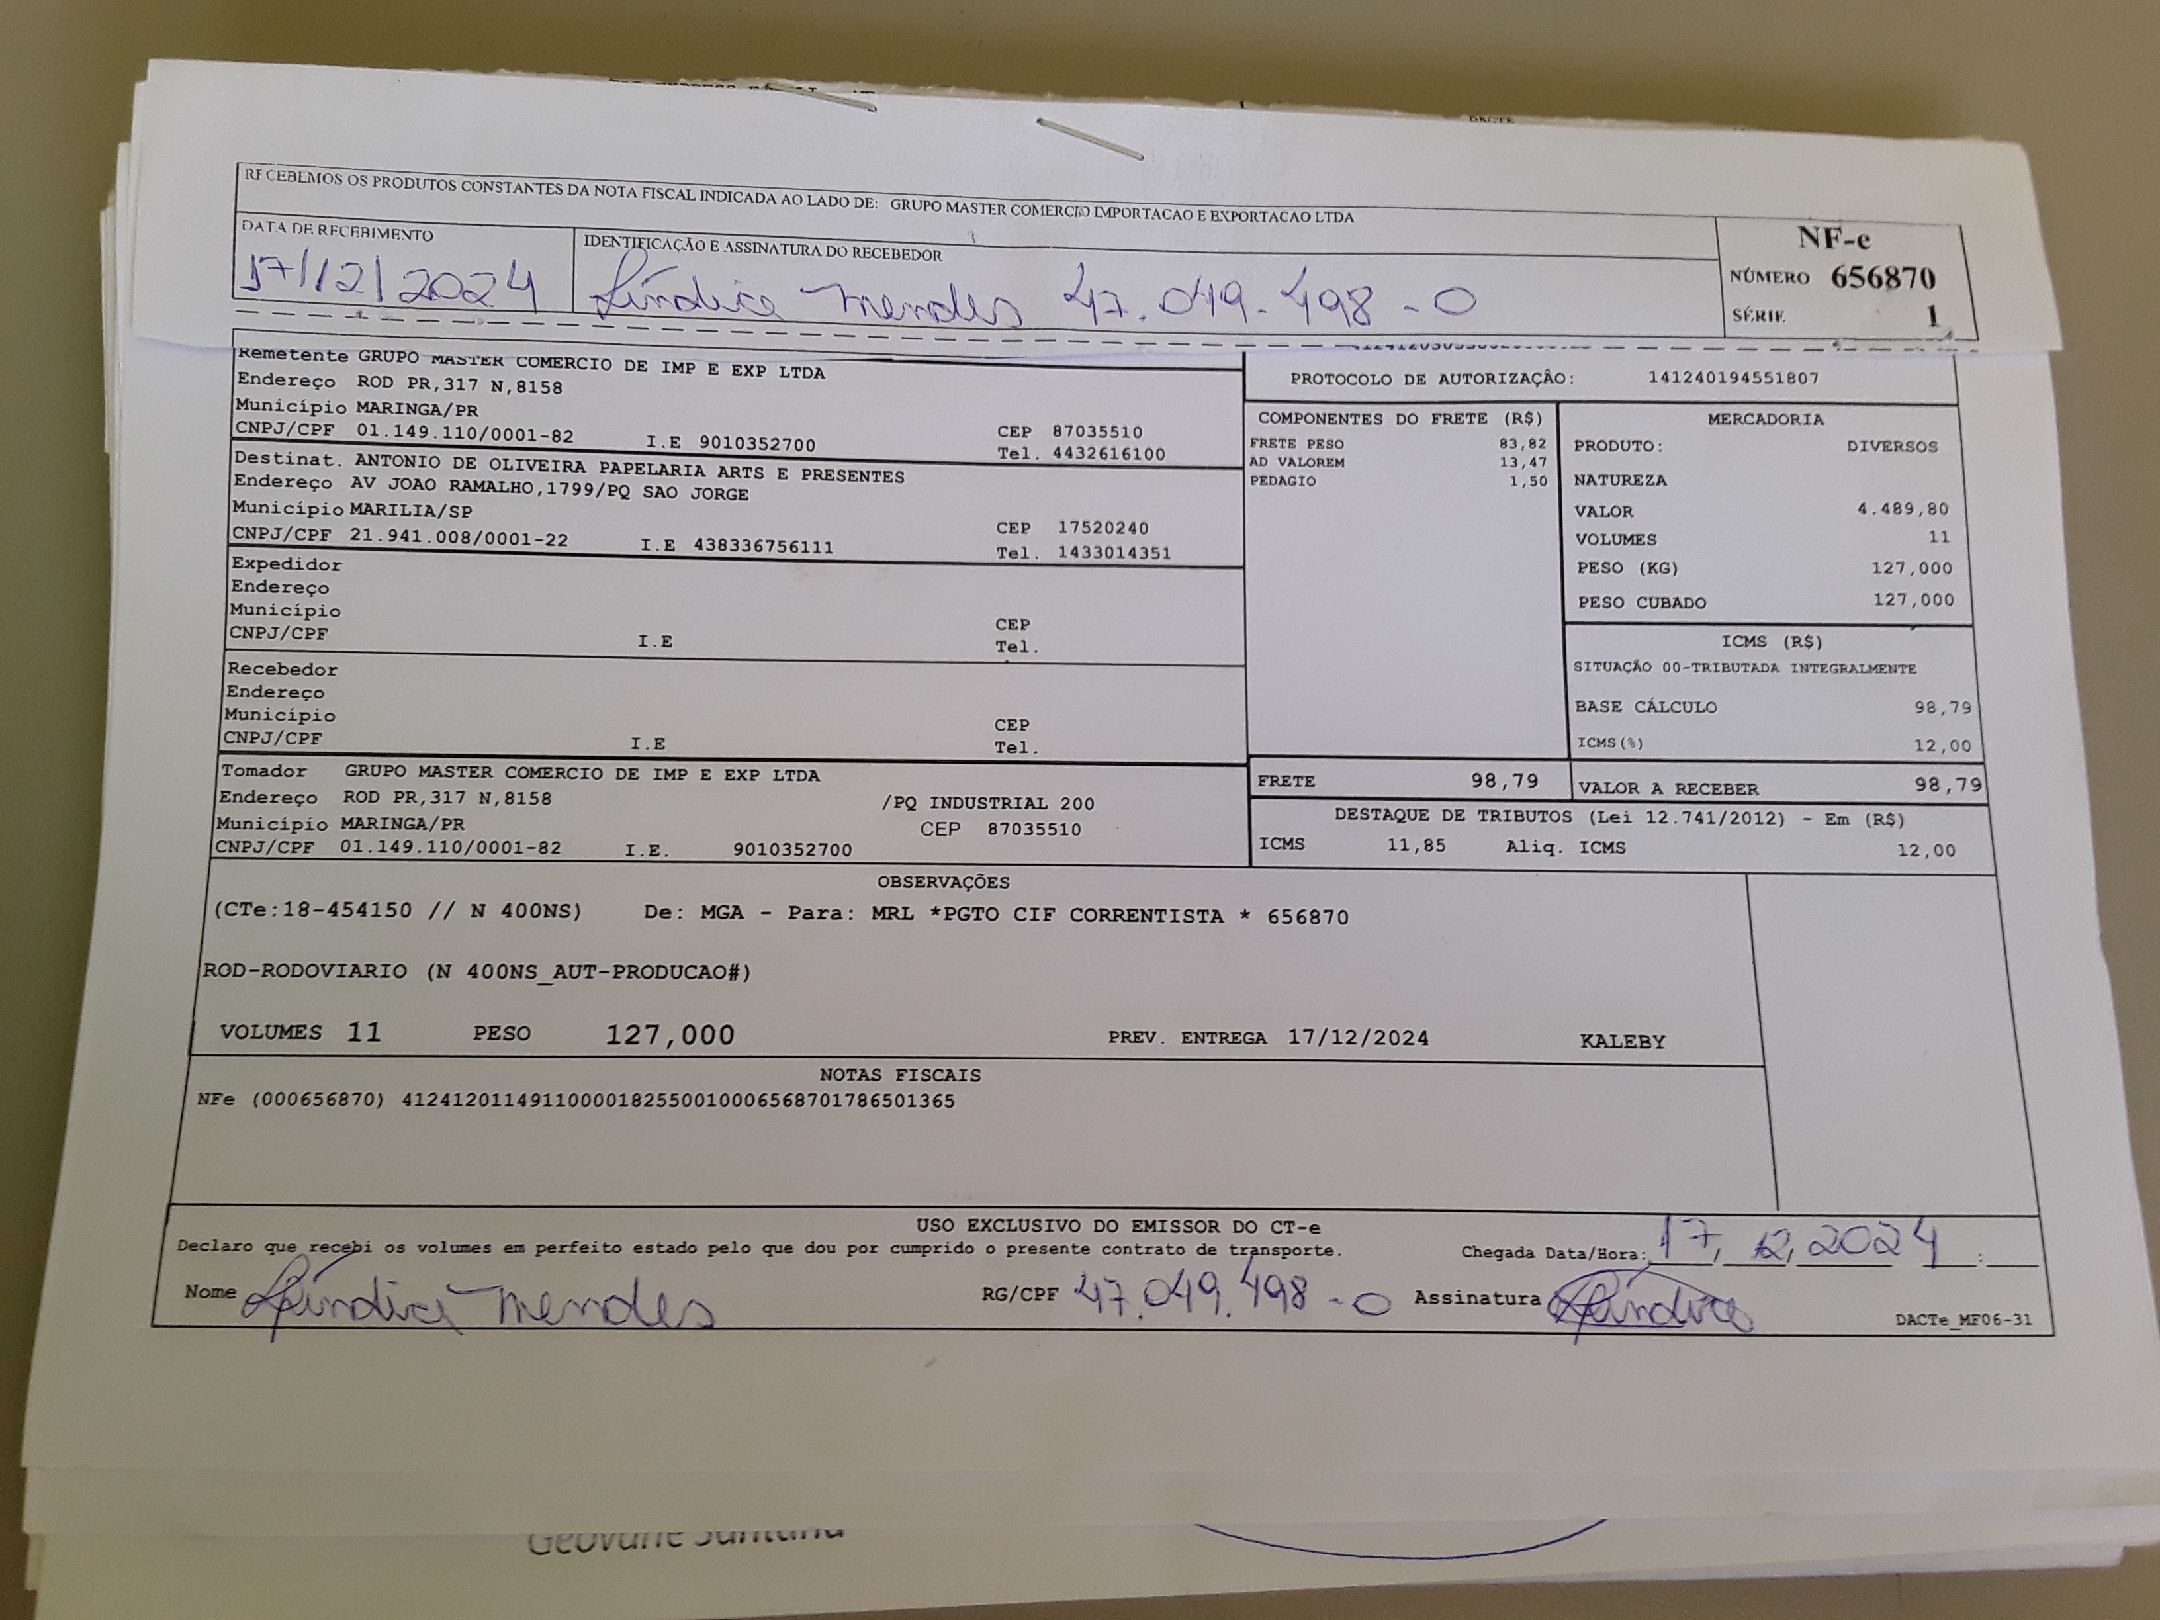 RECEBEMOS OS PRODUTOS CONSTANTES DA NOTA FISCAL INDICADA AO LADO DE: GRUPO MASTER COMERCIO IMPORTACAO E EXPORTACAO LTDA
DATA DE RECEBIMENTO
17/12/2024
IDENTIFICAÇÃO E ASSINATURA DO RECEBEDOR
Mendes 47.049.498-0
NF-e
NÚMERO 656870
SÉRIE 1
Remetente GRUPO MASTER COMERCIO DE IMP E EXP LTDA
Endereço ROD PR,317 N,8158
Município MARINGA/PR CEP 87035510
CNPJ/CPF 01.149.110/0001-82 I.E 9010352700 Tel. 4432616100
Destinat. ANTONIO DE OLIVEIRA PAPELARIA ARTS E PRESENTES
Endereço AV JOAO RAMALHO,1799/PQ SAO JORGE
Município MARILIA/SP CEP 17520240
CNPJ/CPF 21.941.008/0001-22 I.E 438336756111 Tel. 1433014351
Expedidor
Endereço
Município CEP
CNPJ/CPF I.E Tel.
Recebedor
Endereço
Município CEP
CNPJ/CPF I.E Tel.
Tomador GRUPO MASTER COMERCIO DE IMP E EXP LTDA
Endereço ROD PR,317 N,8158 /PQ INDUSTRIAL 200
Município MARINGA/PR CEP 87035510
CNPJ/CPF 01.149.110/0001-82 I.E. 9010352700
PROTOCOLO DE AUTORIZAÇÃO: 141240194551807
COMPONENTES DO FRETE (R$)
FRETE PESO 83,82
AD VALOREM 13,47
PEDAGIO 1,50
MERCADORIA
PRODUTO: DIVERSOS
NATUREZA
VALOR 4.489,80
VOLUMES 11
PESO (KG) 127,000
PESO CUBADO 127,000
ICMS (R$)
SITUAÇÃO 00-TRIBUTADA INTEGRALMENTE
BASE CÁLCULO 98,79
ICMS(%) 12,00
FRETE 98,79
VALOR A RECEBER 98,79
DESTAQUE DE TRIBUTOS (Lei 12.741/2012) - Em (R$)
ICMS 11,85 Aliq. ICMS 12,00
OBSERVAÇÕES
(CTe:18-454150 // N 400NS) De: MGA - Para: MRL *PGTO CIF CORRENTISTA * 656870
ROD-RODOVIARIO (N 400NS_AUT-PRODUCAO#)
VOLUMES 11 PESO 127,000 PREV. ENTREGA 17/12/2024 KALEBY
NOTAS FISCAIS
NFe (000656870) 41241201149110000182550010006568701786501365
USO EXCLUSIVO DO EMISSOR DO CT-e
Declaro que recebi os volumes em perfeito estado pelo que dou por cumprido o presente contrato de transporte. Chegada Data/Hora: 17, 12, 2024 :
Nome Mendes RG/CPF 47.049.498-0 Assinatura
DACTe_MF06-31
Geovane Santana